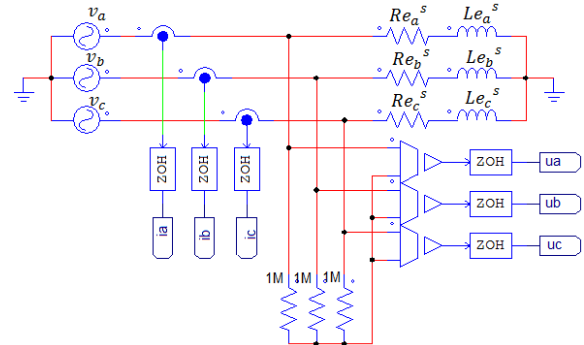 v_a Re_a^s Le_a^s
v_b Re_b^s Le_b^s
v_c Re_c^s Le_c^s
ZOH ZOH ZOH ZOH ua
ia ib ic ZOH ub
ZOH uc
1M 1M 1M